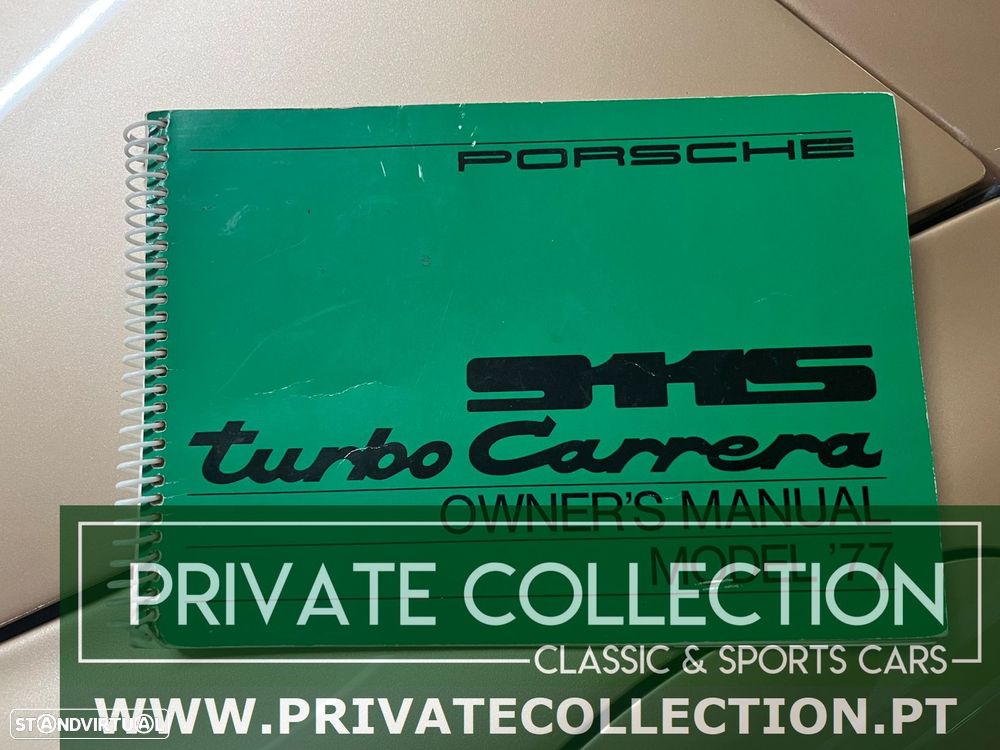 PORSCHE
911S
turbo Carrera
OWNER'S MANUAL
MODEL '77
PRIVATE COLLECTION
CLASSIC & SPORTS CARS
WWW.PRIVATECOLLECTION.PT
STANDVIRTUAL